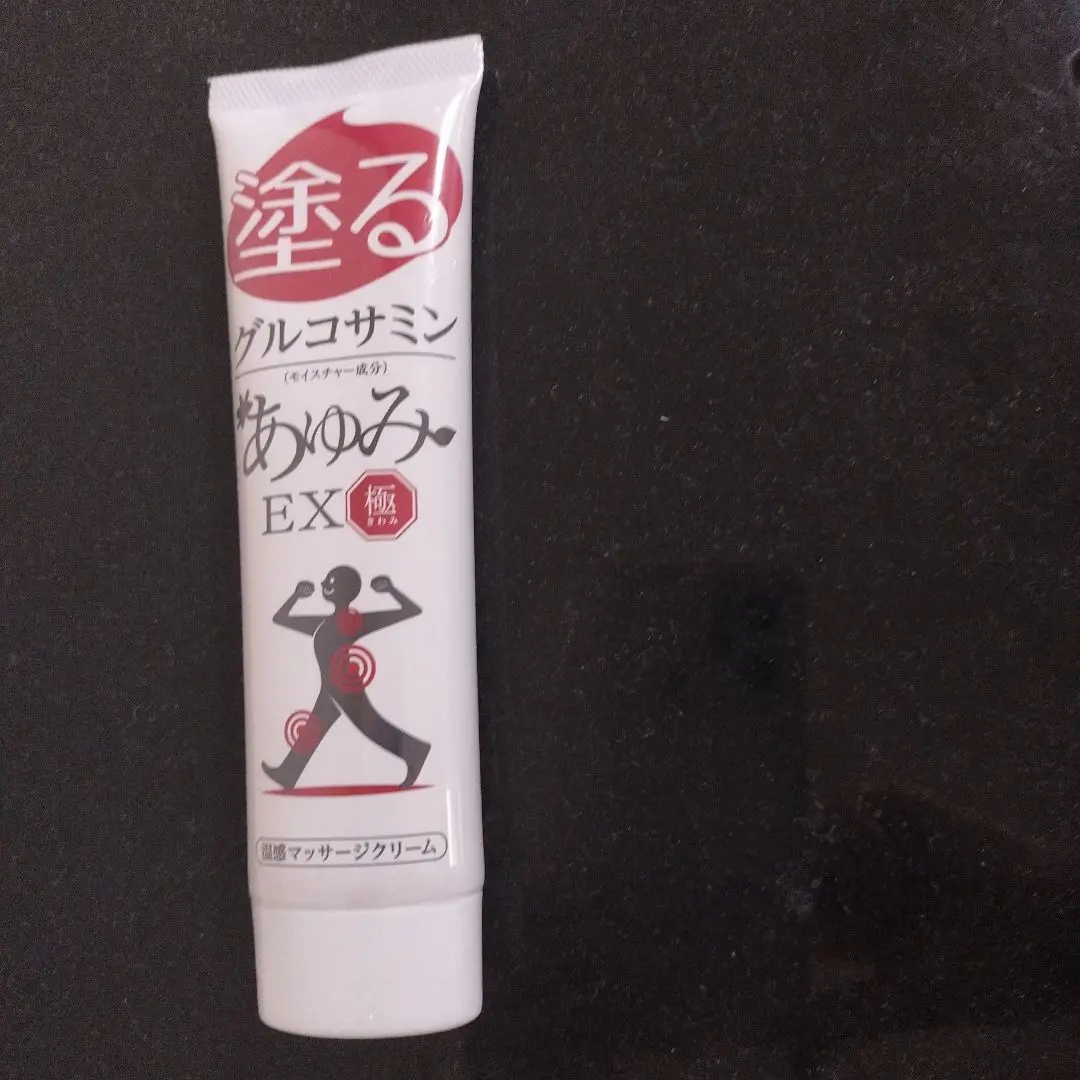 塗る
グルコサミン
(モイスチャー成分)
あゆみ
EX 極
きわみ
温感マッサージクリーム